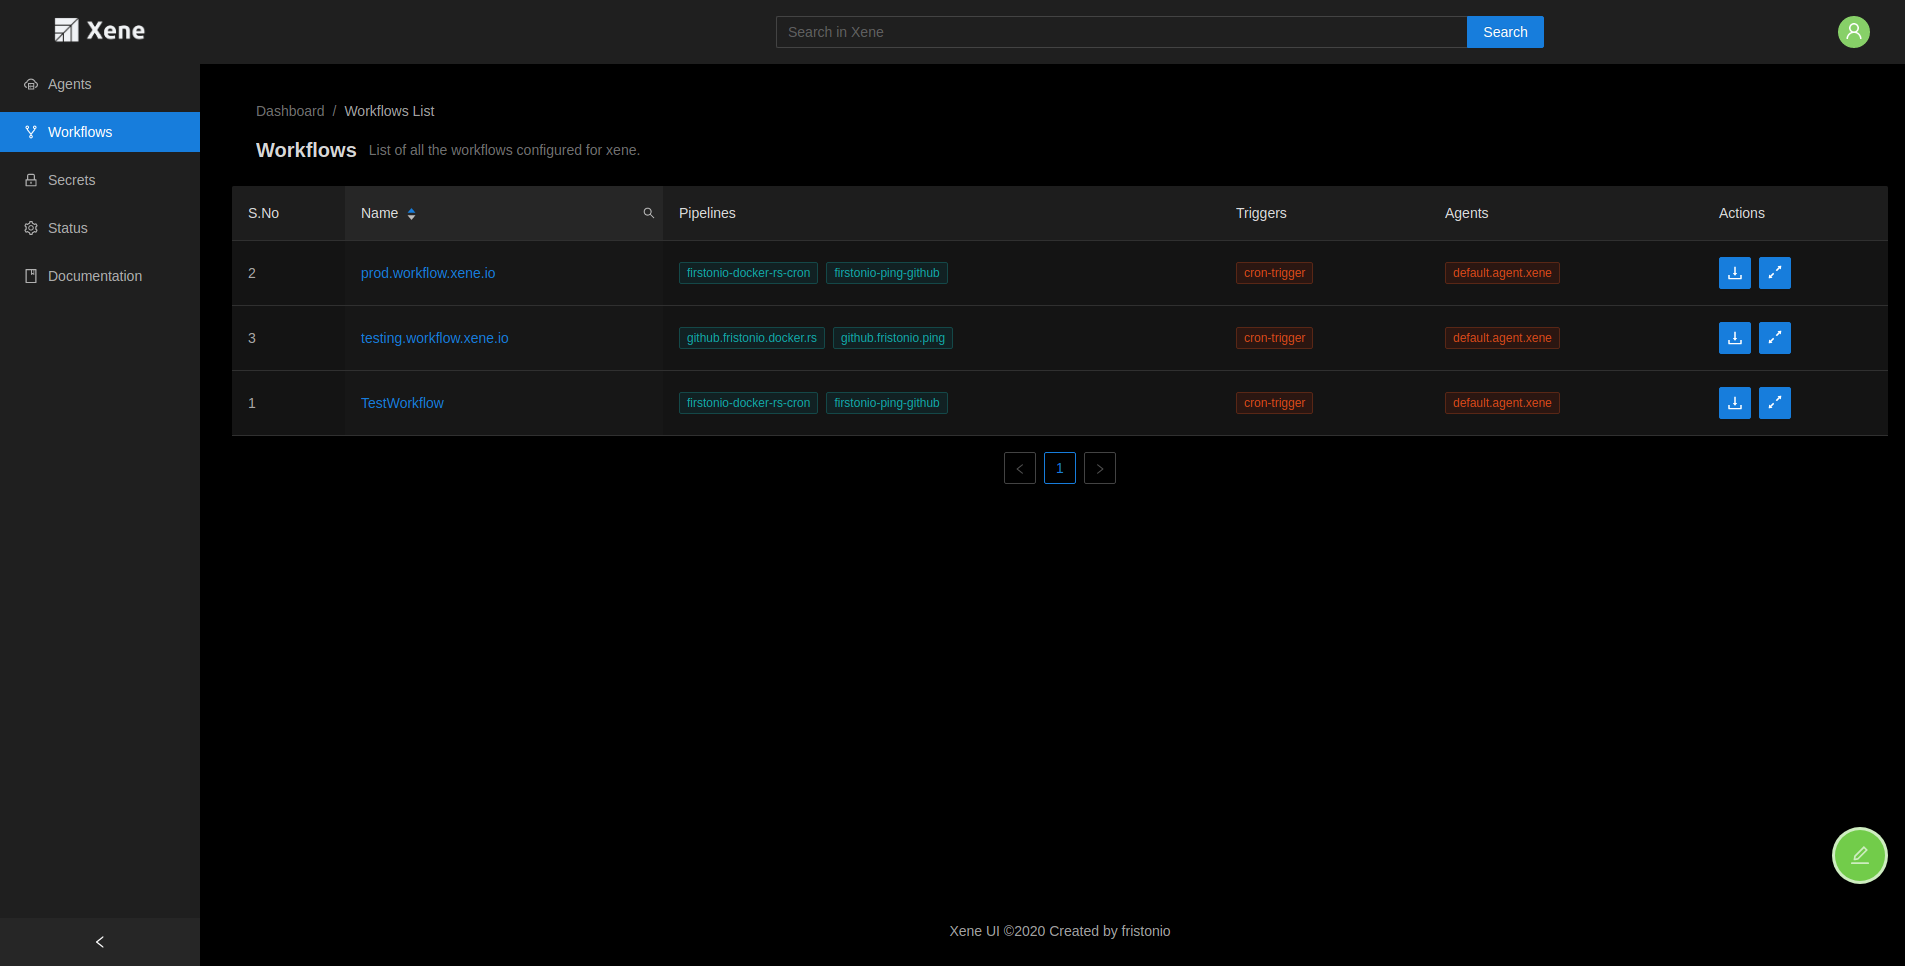 Xene
Search in Xene Search
Agents
Workflows
Secrets
Status
Documentation
Dashboard / Workflows List
Workflows List of all the workflows configured for xene.
S.No Name Pipelines Triggers Agents Actions
2 prod.workflow.xene.io firstonio-docker-rs-cron firstonio-ping-github cron-trigger default.agent.xene
3 testing.workflow.xene.io github.fristonio.docker.rs github.fristonio.ping cron-trigger default.agent.xene
1 TestWorkflow firstonio-docker-rs-cron firstonio-ping-github cron-trigger default.agent.xene
1
Xene UI ©2020 Created by fristonio